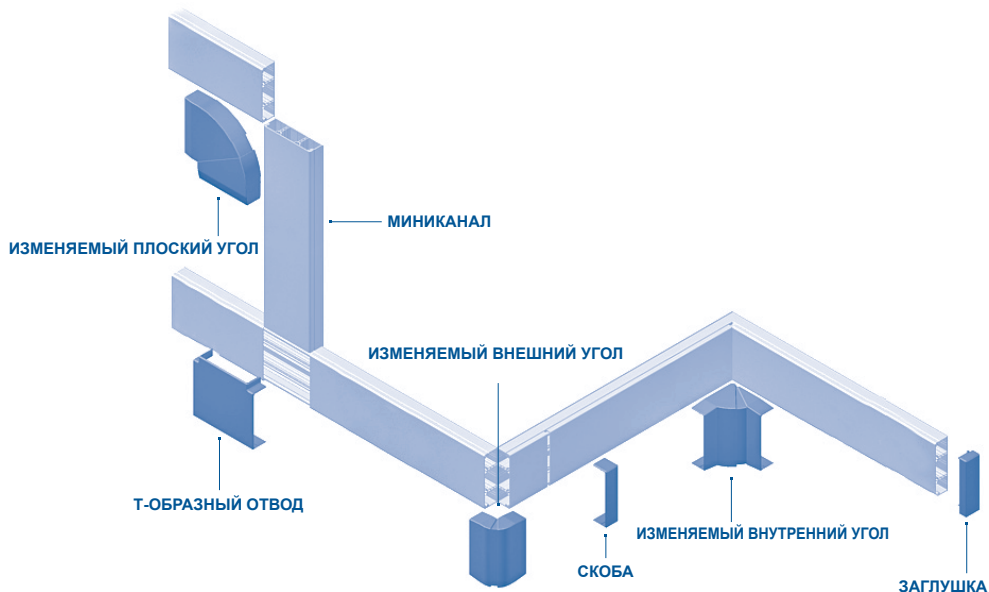 МИНИКАНАЛ
ИЗМЕНЯЕМЫЙ ПЛОСКИЙ УГОЛ
ИЗМЕНЯЕМЫЙ ВНЕШНИЙ УГОЛ
Т-ОБРАЗНЫЙ ОТВОД
ИЗМЕНЯЕМЫЙ ВНУТРЕННИЙ УГОЛ
СКОБА
ЗАГЛУШКА